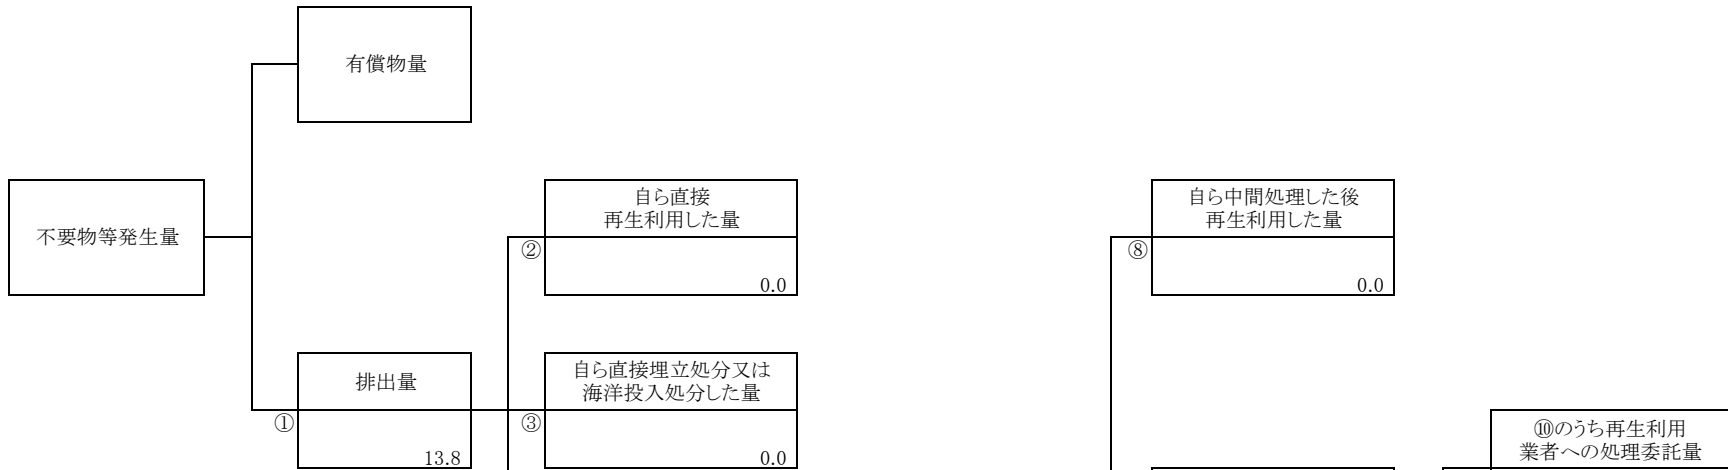 有償物量
不要物等発生量
自ら直接
再生利用した量
②
0.0
自ら中間処理した後
再生利用した量
⑧
0.0
排出量
①
13.8
自ら直接埋立処分又は
海洋投入処分した量
③
0.0
⑩のうち再生利用
業者への処理委託量